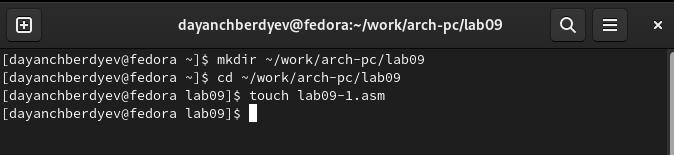 dayanchberdyev@fedora:~/work/arch-pc/lab09
[dayanchberdyev@fedora ~]$ mkdir ~/work/arch-pc/lab09
[dayanchberdyev@fedora ~]$ cd ~/work/arch-pc/lab09
[dayanchberdyev@fedora lab09]$ touch lab09-1.asm
[dayanchberdyev@fedora lab09]$